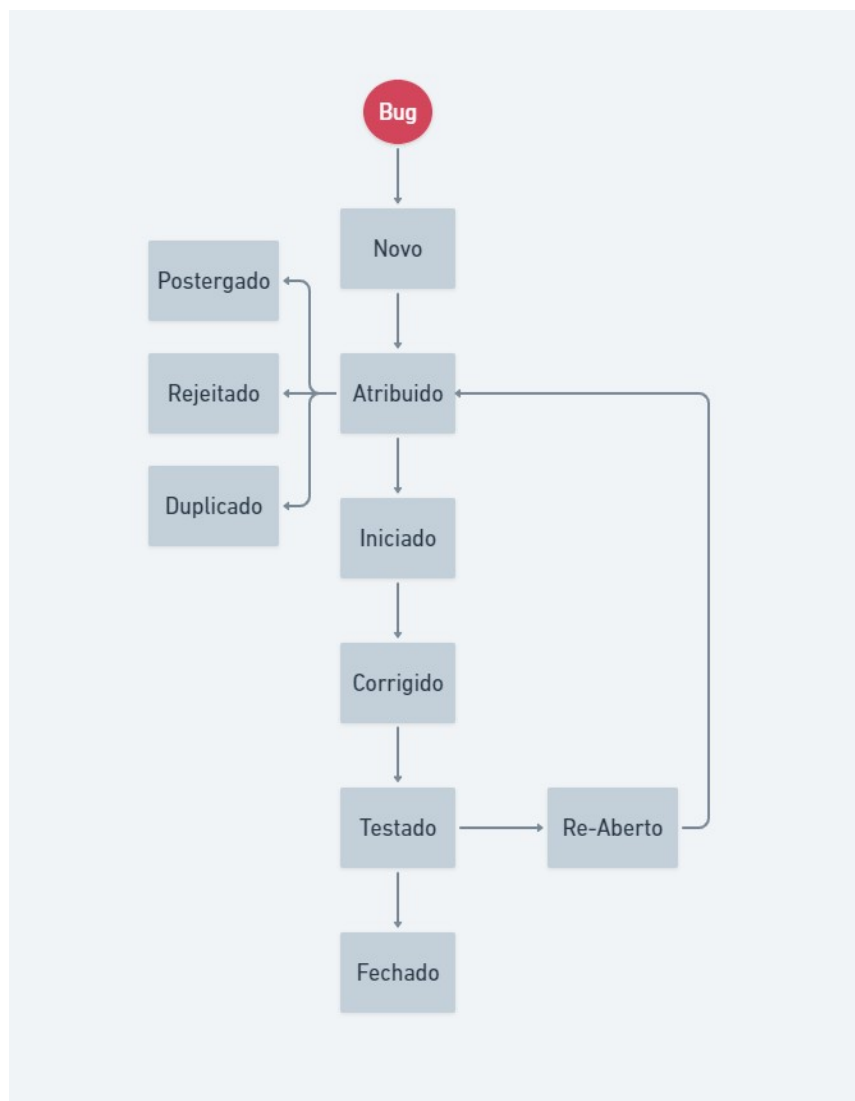 Bug
Novo
Postergado
Rejeitado
Atribuido
Duplicado
Iniciado
Corrigido
Testado
Re-Aberto
Fechado